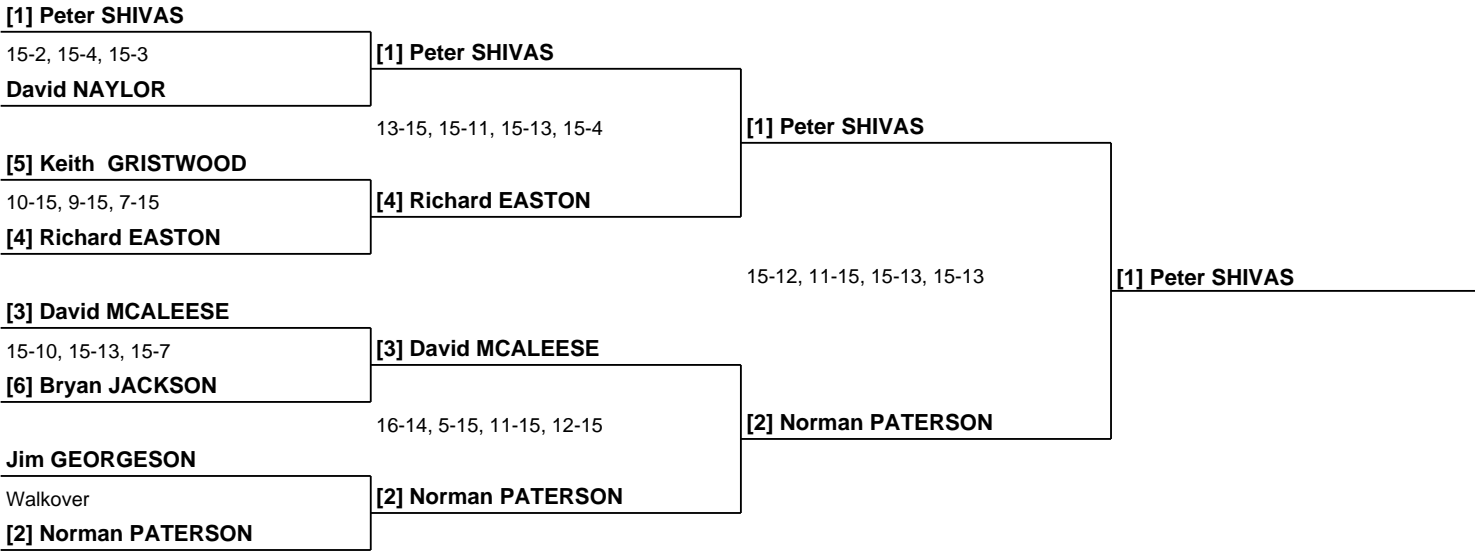 [1] Peter SHIVAS
15-2, 15-4, 15-3
David NAYLOR
[5] Keith  GRISTWOOD
10-15, 9-15, 7-15
[4] Richard EASTON
[3] David MCALEESE
15-10, 15-13, 15-7
[6] Bryan JACKSON
Jim GEORGESON
Walkover
[2] Norman PATERSON
[1] Peter SHIVAS
13-15, 15-11, 15-13, 15-4
[4] Richard EASTON
[3] David MCALEESE
16-14, 5-15, 11-15, 12-15
[2] Norman PATERSON
[1] Peter SHIVAS
15-12, 11-15, 15-13, 15-13
[2] Norman PATERSON
[1] Peter SHIVAS